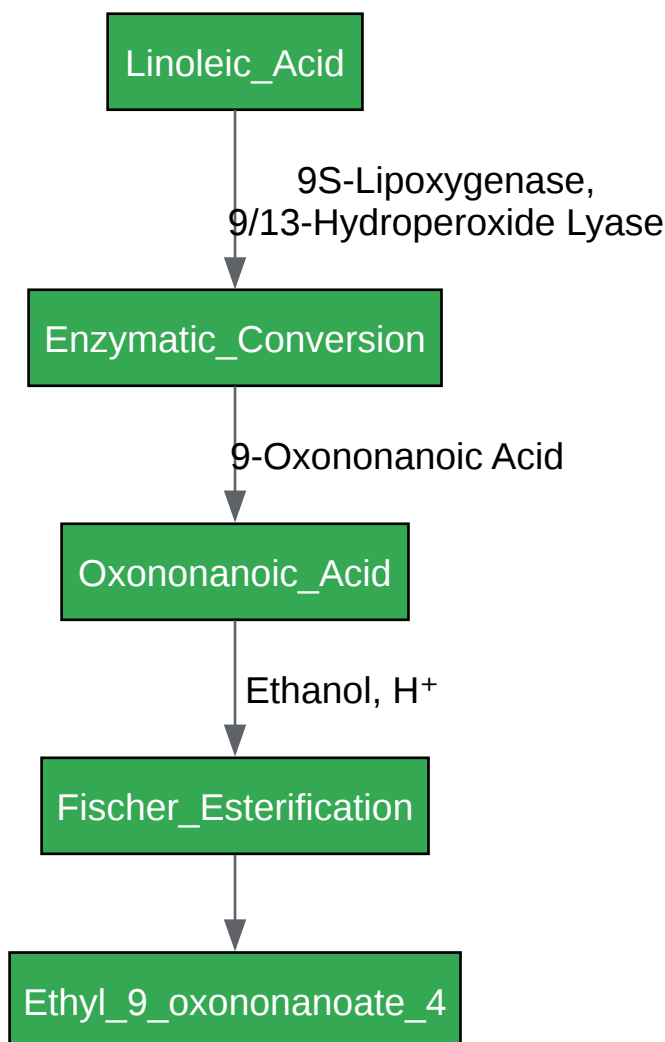 Linoleic_Acid
9S-Lipoxygenase,
9/13-Hydroperoxide Lyase
Enzymatic_Conversion
9-Oxononanoic Acid
Oxononanoic_Acid
Ethanol, H⁺
Fischer_Esterification
Ethyl_9_oxononanoate_4